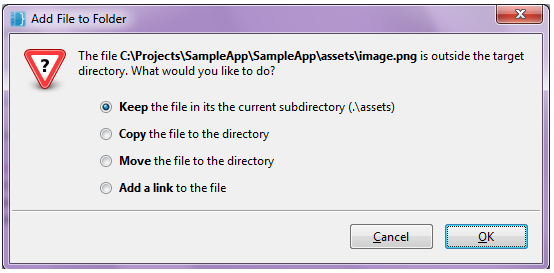 Add File to Folder
The file C:\Projects\SampleApp\SampleApp\assets\image.png is outside the target
directory. What would you like to do?
?
Keep the file in its the current subdirectory (.\assets)
Copy the file to the directory
Move the file to the directory
Add a link to the file
Cancel
OK